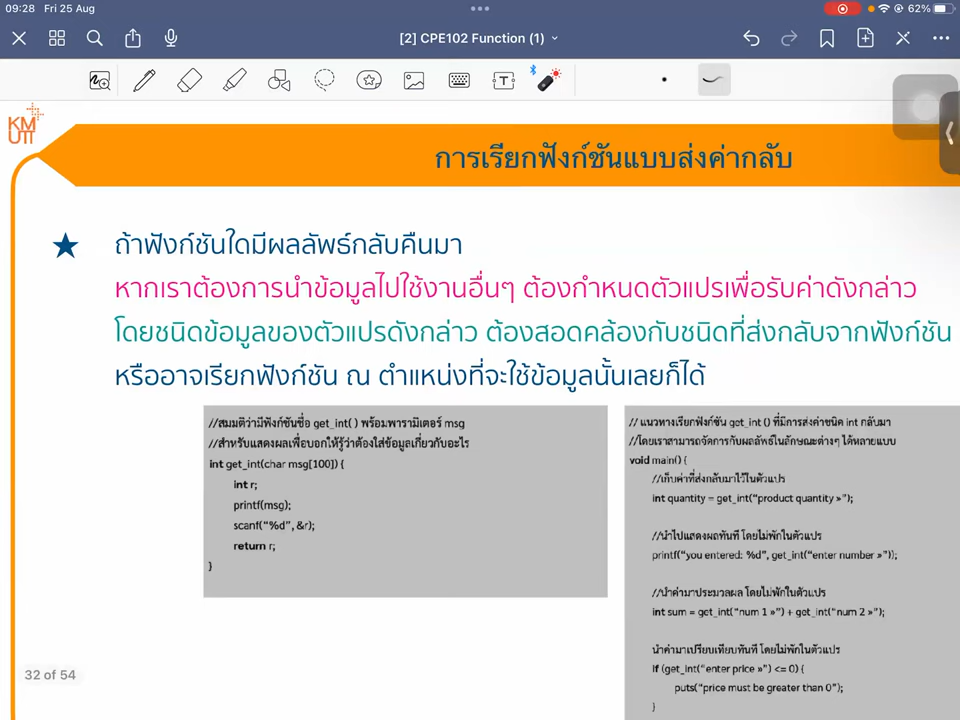 09:28 Fri 25 Aug
62%
[2] CPE102 Function (1)
KM
UTT
การเรียกฟังก์ชันแบบส่งค่ากลับ
★ ถ้าฟังก์ชันใดมีผลลัพธ์กลับคืนมา
หากเราต้องการนำข้อมูลไปใช้งานอื่นๆ ต้องกำหนดตัวแปรเพื่อรับค่าดังกล่าว
โดยชนิดข้อมูลของตัวแปรดังกล่าว ต้องสอดคล้องกับชนิดที่ส่งกลับจากฟังก์ชัน
หรืออาจเรียกฟังก์ชัน ณ ตำแหน่งที่จะใช้ข้อมูลนั้นเลยก็ได้
//สมมติว่ามีฟังก์ชันชื่อ get_int( ) พร้อมพารามิเตอร์ msg
//สำหรับแสดงผลเพื่อบอกให้รู้ว่าต้องใส่ข้อมูลเกี่ยวกับอะไร
int get_int(char msg[100]) {
int r;
printf(msg);
scanf(“%d”, &r);
return r;
}
// แนวทางเรียกฟังก์ชัน get_int () ที่มีการส่งค่าชนิด int กลับมา
//โดยเราสามารถจัดการกับผลลัพธ์ในลักษณะต่างๆ ได้หลายแบบ
void main() {
//เก็บค่าที่ส่งกลับมาไว้ในตัวแปร
int quantity = get_int(“product quantity »”);
//นำไปแสดงผลทันที โดยไม่พักในตัวแปร
printf(“you entered: %d”, get_int(“enter number »”));
//นำค่ามาประมวลผล โดยไม่พักในตัวแปร
int sum = get_int(“num 1 »”) + get_int(“num 2 »”);
นำค่ามาเปรียบเทียบทันที โดยไม่พักในตัวแปร
if (get_int(“enter price »”) <= 0) {
puts(“price must be greater than 0”);
}
32 of 54